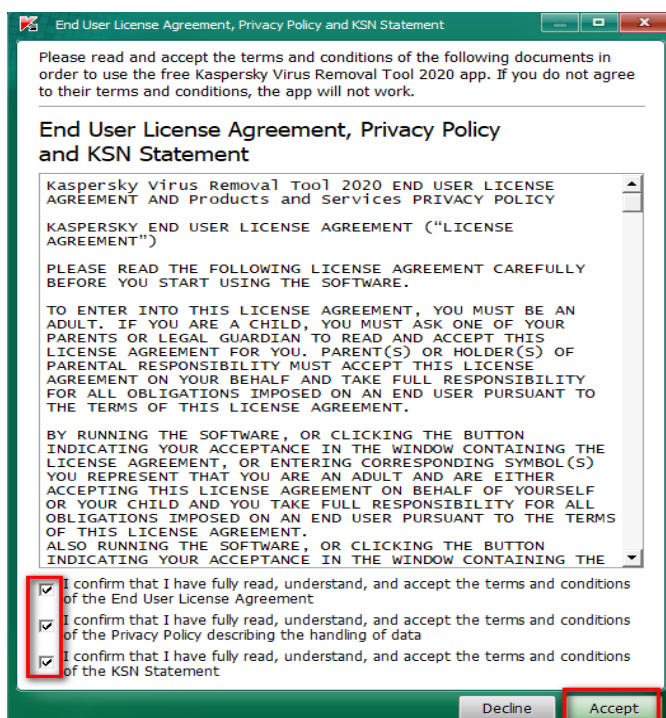 End User License Agreement, Privacy Policy and KSN Statement
Please read and accept the terms and conditions of the following documents in
order to use the free Kaspersky Virus Removal Tool 2020 app. If you do not agree
to their terms and conditions, the app will not work.
End User License Agreement, Privacy Policy
and KSN Statement
Kaspersky Virus Removal Tool 2020 END USER LICENSE
AGREEMENT AND Products and Services PRIVACY POLICY
KASPERSKY END USER LICENSE AGREEMENT (“LICENSE
AGREEMENT”)
PLEASE READ THE FOLLOWING LICENSE AGREEMENT CAREFULLY
BEFORE YOU START USING THE SOFTWARE.
TO ENTER INTO THIS LICENSE AGREEMENT, YOU MUST BE AN
ADULT. IF YOU ARE A CHILD, YOU MUST ASK ONE OF YOUR
PARENTS OR LEGAL GUARDIAN TO READ AND ACCEPT THIS
LICENSE AGREEMENT FOR YOU. PARENT(S) OR HOLDER(S) OF
PARENTAL RESPONSIBILITY MUST ACCEPT THIS LICENSE
AGREEMENT ON YOUR BEHALF AND TAKE FULL RESPONSIBILITY
FOR ALL OBLIGATIONS IMPOSED ON AN END USER PURSUANT TO
THE TERMS OF THIS LICENSE AGREEMENT.
BY RUNNING THE SOFTWARE, OR CLICKING THE BUTTON
INDICATING YOUR ACCEPTANCE IN THE WINDOW CONTAINING THE
LICENSE AGREEMENT, OR ENTERING CORRESPONDING SYMBOL(S)
YOU REPRESENT THAT YOU ARE AN ADULT AND ARE EITHER
ACCEPTING THIS LICENSE AGREEMENT ON BEHALF OF YOURSELF
OR YOUR CHILD AND YOU TAKE FULL RESPONSIBILITY FOR ALL
OBLIGATIONS IMPOSED ON AN END USER PURSUANT TO THE TERMS
OF THIS LICENSE AGREEMENT.
ALSO RUNNING THE SOFTWARE, OR CLICKING THE BUTTON
INDICATING YOUR ACCEPTANCE IN THE WINDOW CONTAINING THE
I confirm that I have fully read, understand, and accept the terms and conditions
of the End User License Agreement
I confirm that I have fully read, understand, and accept the terms and conditions
of the Privacy Policy describing the handling of data
I confirm that I have fully read, understand, and accept the terms and conditions
of the KSN Statement
Decline
Accept